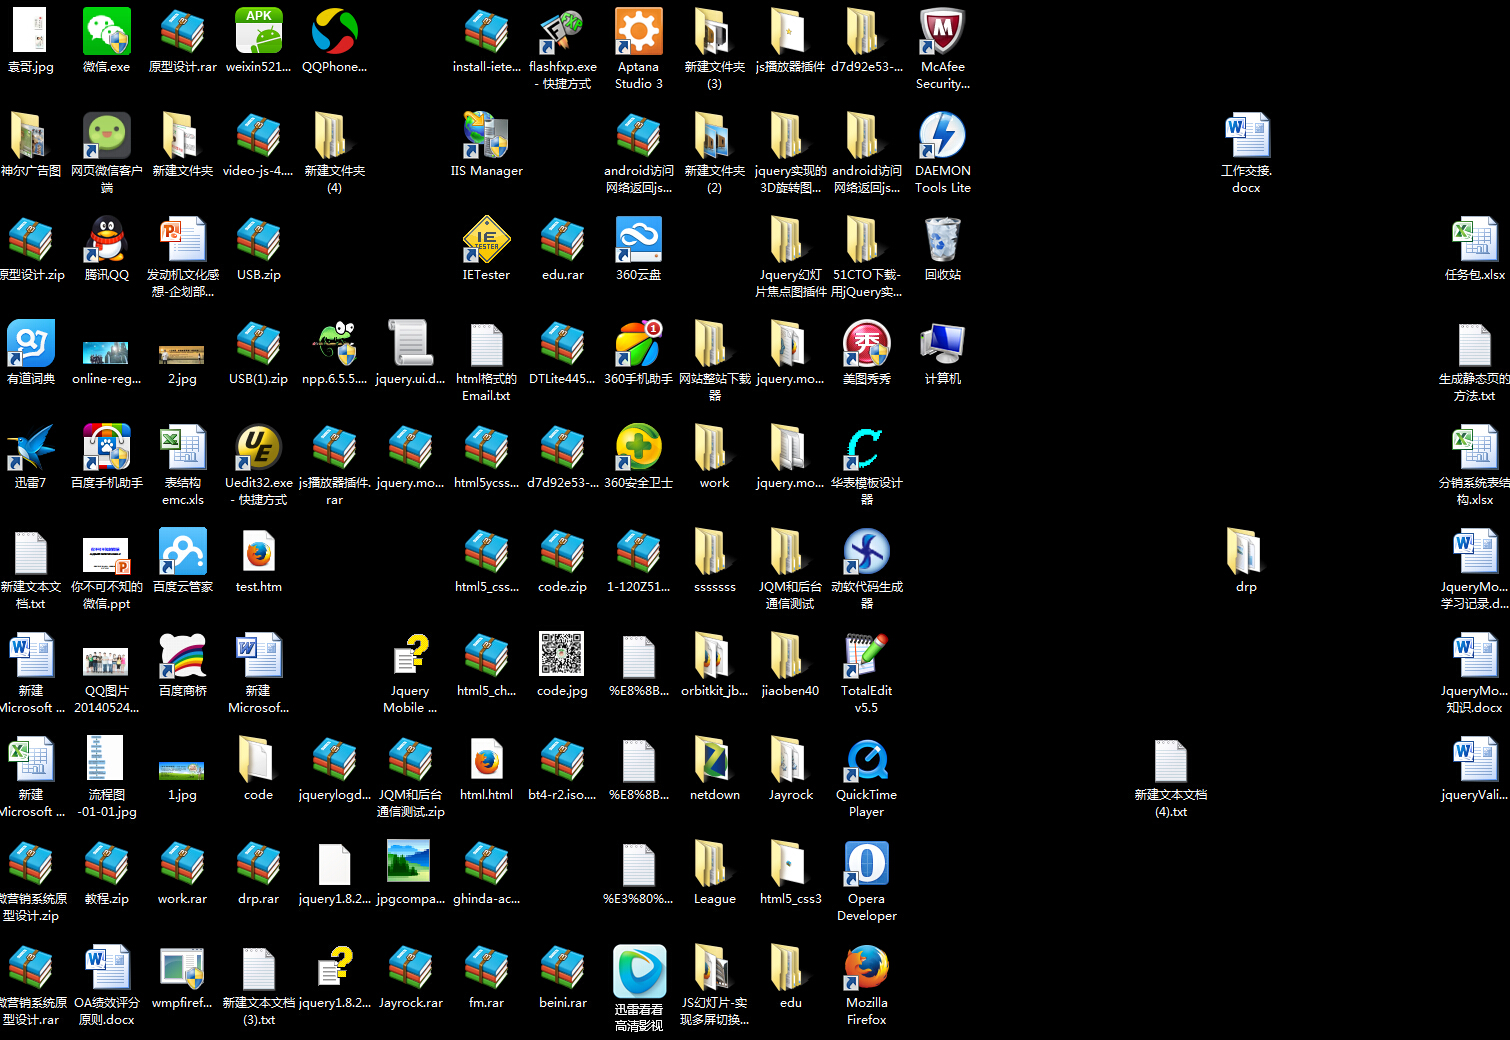 袁哥.jpg
微信.exe
原型设计.rar
weixin521...
QQPhone...
install-iete...
flashfxp.exe
- 快捷方式
Aptana
Studio 3
新建文件夹
(3)
js播放器插件
d7d92e53-...
McAfee
Security...
神尔广告图
网页微信客户
端
新建文件夹
video-js-4....
新建文件夹
(4)
IIS Manager
android访问
网络返回js...
新建文件夹
(2)
jquery实现的
3D旋转图...
android访问
网络返回js...
DAEMON
Tools Lite
工作交接.
docx
原型设计.zip
腾讯QQ
发动机文化感
想-企划部...
USB.zip
IETester
edu.rar
360云盘
Jquery幻灯
片焦点图插件
51CTO下载-
用jQuery实...
回收站
任务包.xlsx
有道词典
online-reg...
2.jpg
USB(1).zip
npp.6.5.5....
jquery.ui.d...
html格式的
Email.txt
DTLite445...
360手机助手
网站整站下载
器
jquery.mo...
美图秀秀
计算机
生成静态页的
方法.txt
迅雷7
百度手机助手
表结构
emc.xls
Uedit32.exe
- 快捷方式
js播放器插件.
rar
jquery.mo...
html5ycss...
d7d92e53-...
360安全卫士
work
jquery.mo...
华表模板设计
器
分销系统表结
构.xlsx
新建文本文
档.txt
你不可不知的
微信.ppt
百度云管家
test.htm
html5_css...
code.zip
1-120Z51...
sssssss
JQM和后台
通信测试
动软代码生成
器
drp
JqueryMo...
学习记录.d...
新建
Microsoft ...
QQ图片
20140524...
百度商桥
新建
Microsof...
Jquery
Mobile ...
html5_ch...
code.jpg
%E8%8B...
orbitkit_jb...
jiaoben40
TotalEdit
v5.5
JqueryMo...
知识.docx
新建
Microsoft ...
流程图
-01-01.jpg
1.jpg
code
jquerylogd...
JQM和后台
通信测试.zip
html.html
bt4-r2.iso....
%E8%8B...
netdown
Jayrock
QuickTime
Player
新建文本文档
(4).txt
jqueryVali...
微营销系统原
型设计.zip
教程.zip
work.rar
drp.rar
jquery1.8.2...
jpgcompa...
ghinda-ac...
%E3%80%...
League
html5_css3
Opera
Developer
微营销系统原
型设计.rar
OA绩效评分
原则.docx
wmpfiref...
新建文本文档
(3).txt
jquery1.8.2...
Jayrock.rar
fm.rar
beini.rar
迅雷看看
高清影视
JS幻灯片-实
现多屏切换...
edu
Mozilla
Firefox